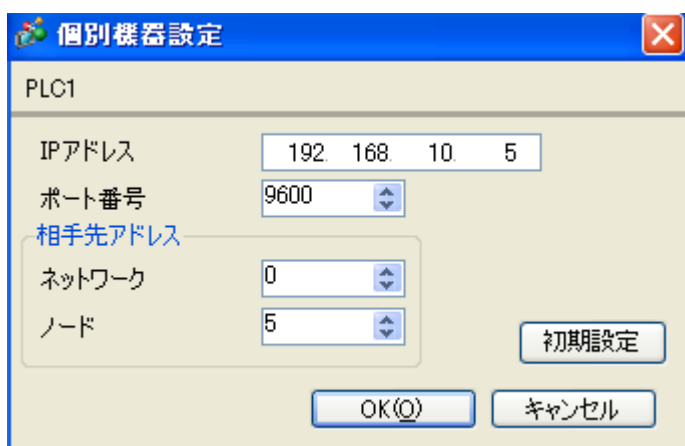 個別機器設定
PLC1
IPアドレス 192. 168. 10. 5
ポート番号 9600
相手先アドレス
ネットワーク 0
ノード 5
初期設定
OK(O) キャンセル